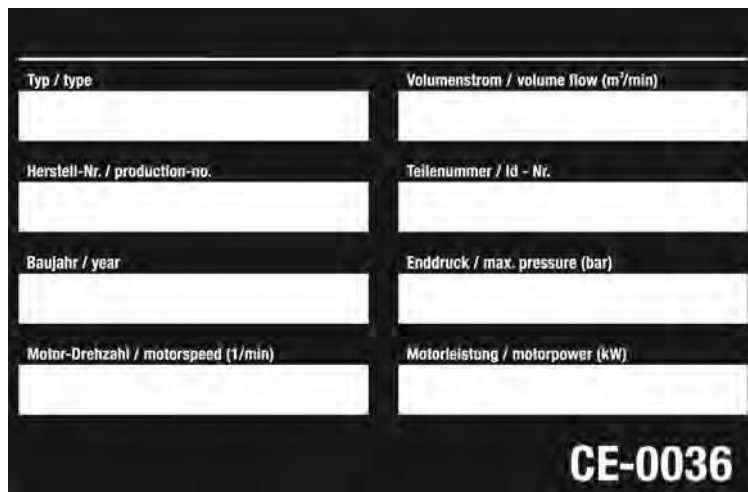 Typ / type
Volumenstrom / volume flow (m³/min)
Herstell-Nr. / production-no.
Teilenummer / Id - Nr.
Baujahr / year
Enddruck / max. pressure (bar)
Motor-Drehzahl / motorspeed (1/min)
Motorleistung / motorpower (kW)
CE-0036